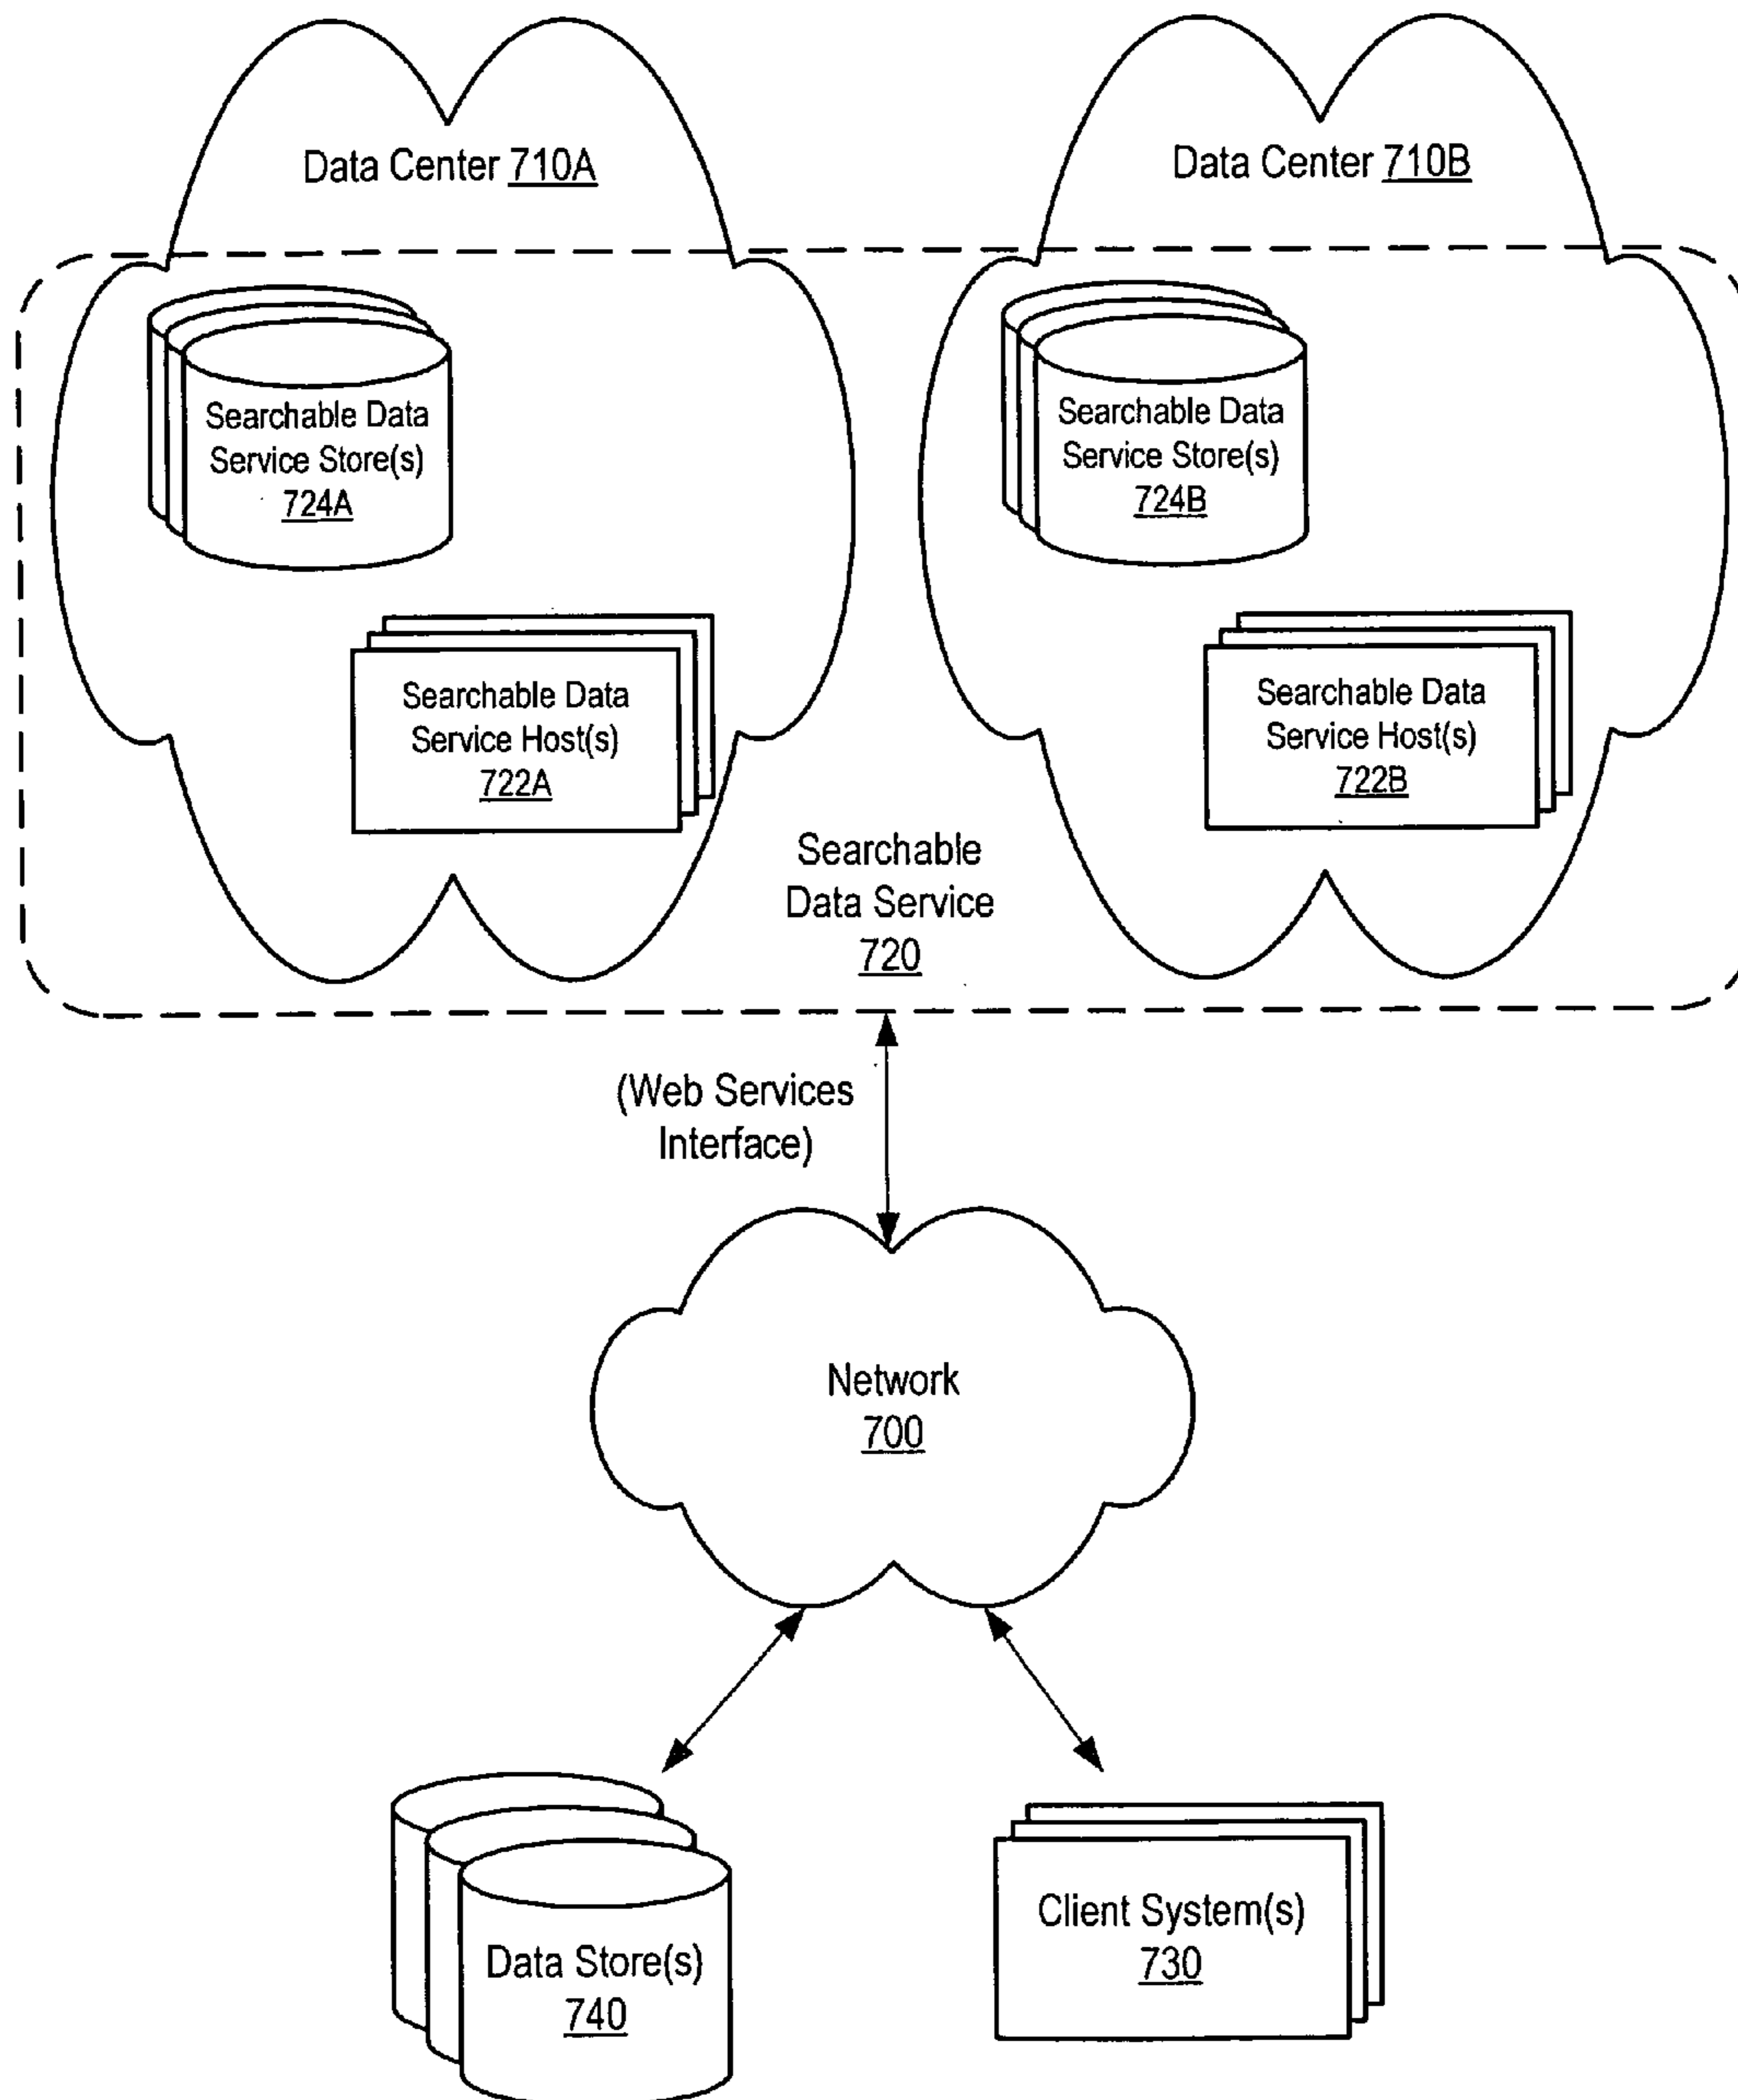 Data Center 710A
Data Center 710B
Searchable Data
Service Store(s)
724A
Searchable Data
Service Store(s)
724B
Searchable Data
Service Host(s)
722A
Searchable Data
Service Host(s)
722B
Searchable
Data Service
720
(Web Services
Interface)
Network
700
Data Store(s)
740
Client System(s)
730